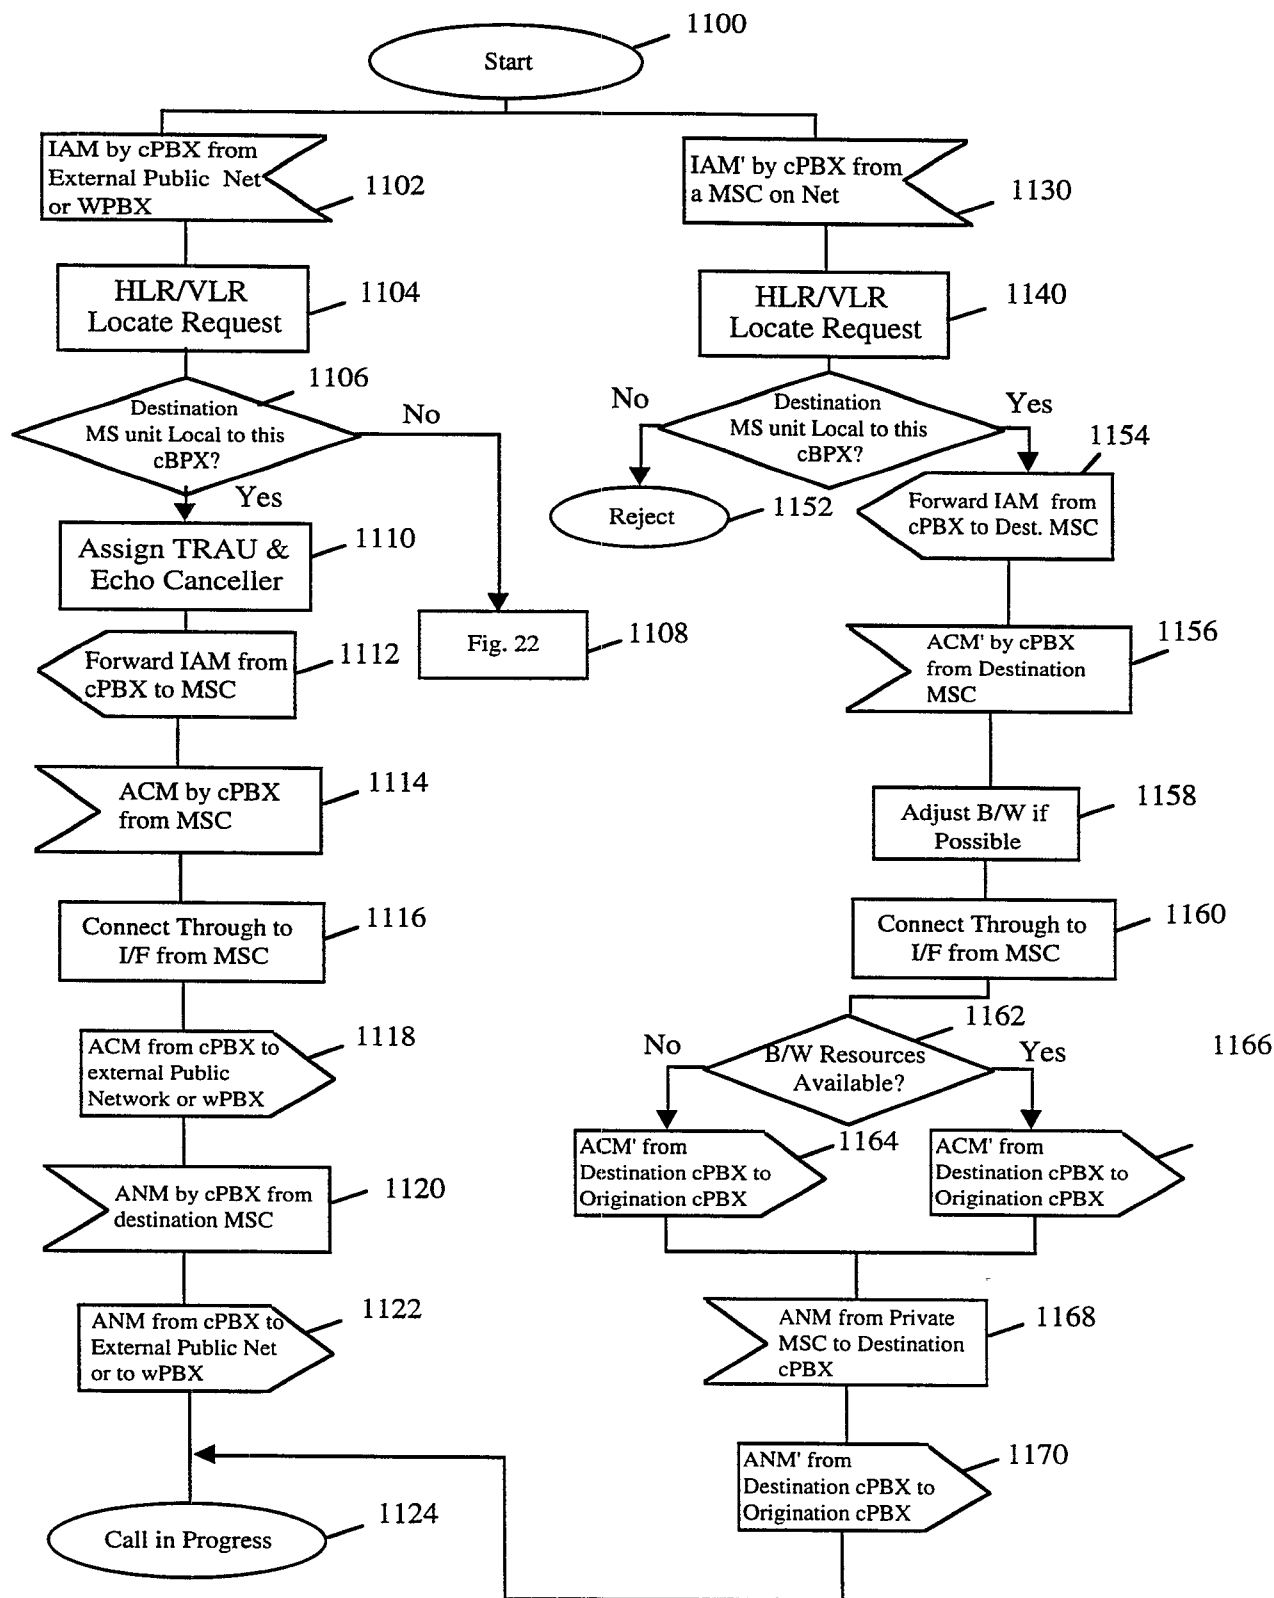 1100
Start
IAM by cPBX from
External Public Net
or WPBX
1102
HLR/VLR
Locate Request
1104
1106
Destination
MS unit Local to this
cBPX?
No
Yes
Assign TRAU &
Echo Canceller
1110
Fig. 22
1108
Forward IAM from
cPBX to MSC
1112
ACM by cPBX
from MSC
1114
Connect Through to
I/F from MSC
1116
ACM from cPBX to
external Public
Network or wPBX
1118
ANM by cPBX from
destination MSC
1120
ANM from cPBX to
External Public Net
or to wPBX
1122
Call in Progress
1124
IAM' by cPBX from
a MSC on Net
1130
HLR/VLR
Locate Request
1140
No
Destination
MS unit Local to this
cBPX?
Yes
Reject
1152
1154
Forward IAM from
cPBX to Dest. MSC
ACM' by cPBX
from Destination
MSC
1156
Adjust B/W if
Possible
1158
Connect Through to
I/F from MSC
1160
1162
No
B/W Resources
Available?
Yes
1166
ACM' from
Destination cPBX to
Origination cPBX
1164
ACM' from
Destination cPBX to
Origination cPBX
ANM from Private
MSC to Destination
cPBX
1168
ANM' from
Destination cPBX to
Origination cPBX
1170